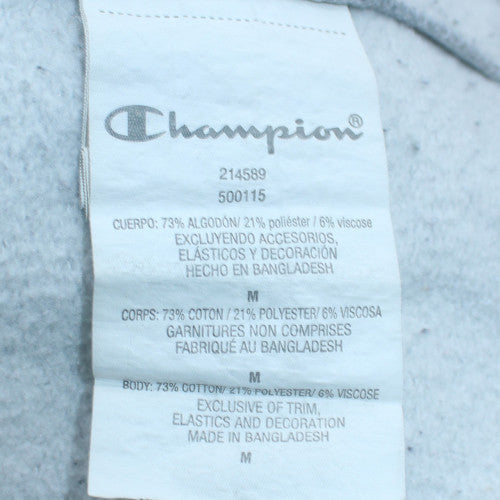 Champion®
214589
500115
CUERPO: 73% ALGODÓN/ 21% poliéster / 6% viscose
EXCLUYENDO ACCESORIOS,
ELÁSTICOS Y DECORACIÓN
HECHO EN BANGLADESH
M
CORPS: 73% COTON / 21% POLYESTER/ 6% VISCOSA
GARNITURES NON COMPRISES
FABRIQUÉ AU BANGLADESH
M
BODY: 73% COTTON/ 21% POLYESTER/ 6% VISCOSE
EXCLUSIVE OF TRIM,
ELASTICS AND DECORATION
MADE IN BANGLADESH
M